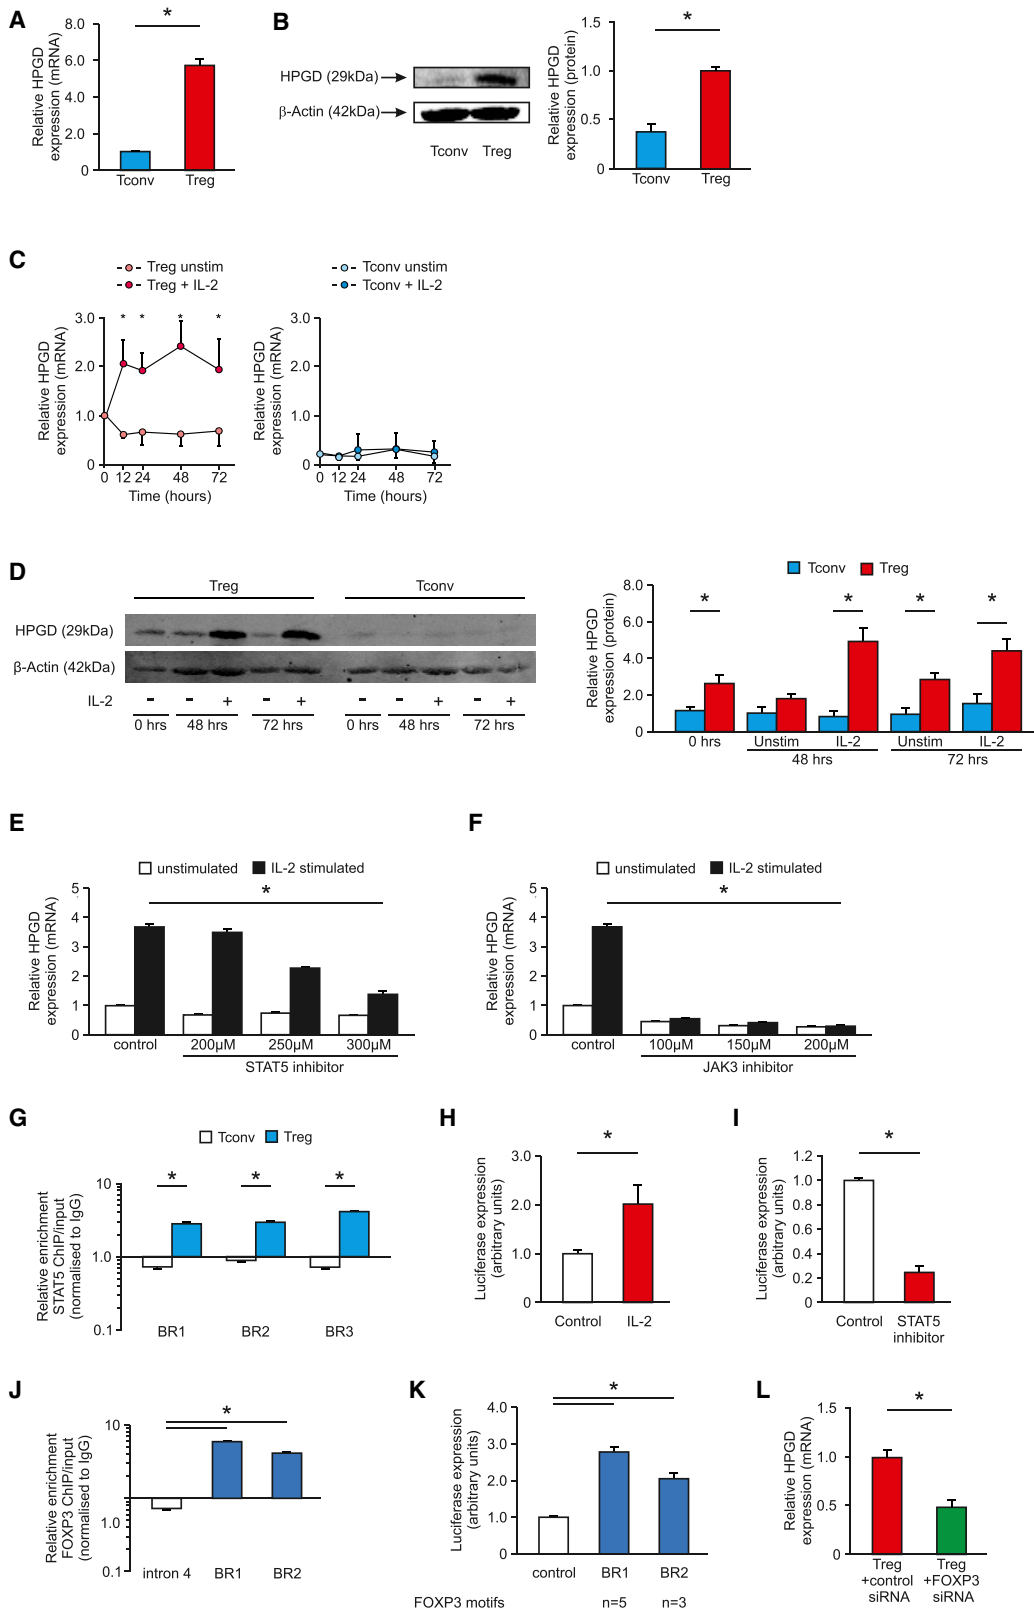 A
Relative HPGD
expression (mRNA)
8.0
6.0
4.0
2.0
0
*
Tconv
Treg
B
HPGD (29kDa)
β-Actin (42kDa)
Tconv
Treg
Relative HPGD
expression (protein)
1.5
1.0
0.5
0
*
Tconv
Treg
C
Treg unstim
Treg + IL-2
Relative HPGD
expression (mRNA)
3.0
2.0
1.0
0
* * * *
0 12 24 48 72
Time (hours)
Tconv unstim
Tconv + IL-2
Relative HPGD
expression (mRNA)
3.0
2.0
1.0
0
0 12 24 48 72
Time (hours)
D
Treg
Tconv
HPGD (29kDa)
β-Actin (42kDa)
IL-2 - - + - + - - + - +
0 hrs 48 hrs 72 hrs 0 hrs 48 hrs 72 hrs
Tconv Treg
Relative HPGD
expression (protein)
8.0
6.0
4.0
2.0
0
* * * *
0 hrs Unstim IL-2 Unstim IL-2
48 hrs 72 hrs
E
unstimulated IL-2 stimulated
Relative HPGD
expression (mRNA)
5
4
3
2
1
0
*
control 200µM 250µM 300µM
STAT5 inhibitor
F
unstimulated IL-2 stimulated
Relative HPGD
expression (mRNA)
5
4
3
2
1
0
*
control 100µM 150µM 200µM
JAK3 inhibitor
G
Tconv Treg
Relative enrichment
STAT5 ChIP/input
(normalised to IgG)
10
1.0
0.1
* * *
BR1 BR2 BR3
H
Luciferase expression
(arbitrary units)
3.0
2.0
1.0
0
*
Control IL-2
I
Luciferase expression
(arbitrary units)
1.2
1.0
0.8
0.6
0.4
0.2
0
*
Control STAT5
inhibitor
J
Relative enrichment
FOXP3 ChIP/input
(normalised to IgG)
10
1.0
0.1
*
intron 4 BR1 BR2
K
Luciferase expression
(arbitrary units)
4.0
3.0
2.0
1.0
0
*
control BR1 BR2
FOXP3 motifs n=5 n=3
L
Relative HPGD
expression (mRNA)
1.5
1.0
0.5
0
*
Treg Treg
+control +FOXP3
siRNA siRNA